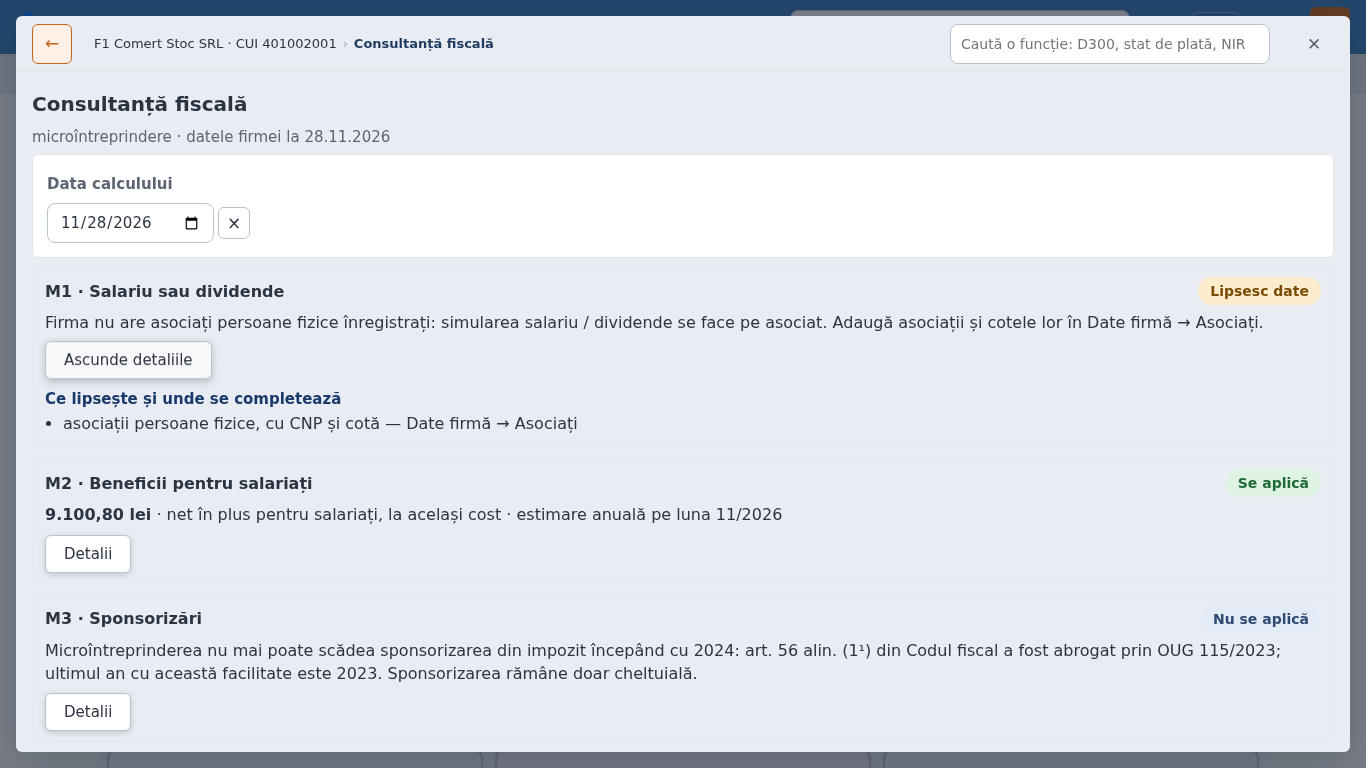 ←
F1 Comert Stoc SRL · CUI 401002001 › Consultanță fiscală
Caută o funcție: D300, stat de plată, NIR
✕
Consultanță fiscală
microîntreprindere · datele firmei la 28.11.2026
Data calculului
11/28/2026
×
M1 · Salariu sau dividende
Lipsesc date
Firma nu are asociați persoane fizice înregistrați: simularea salariu / dividende se face pe asociat. Adaugă asociații și cotele lor în Date firmă → Asociați.
Ascunde detaliile
Ce lipsește și unde se completează
• asociații persoane fizice, cu CNP și cotă — Date firmă → Asociați
M2 · Beneficii pentru salariați
Se aplică
9.100,80 lei · net în plus pentru salariați, la același cost · estimare anuală pe luna 11/2026
Detalii
M3 · Sponsorizări
Nu se aplică
Microîntreprinderea nu mai poate scădea sponsorizarea din impozit începând cu 2024: art. 56 alin. (1¹) din Codul fiscal a fost abrogat prin OUG 115/2023;
ultimul an cu această facilitate este 2023. Sponsorizarea rămâne doar cheltuială.
Detalii